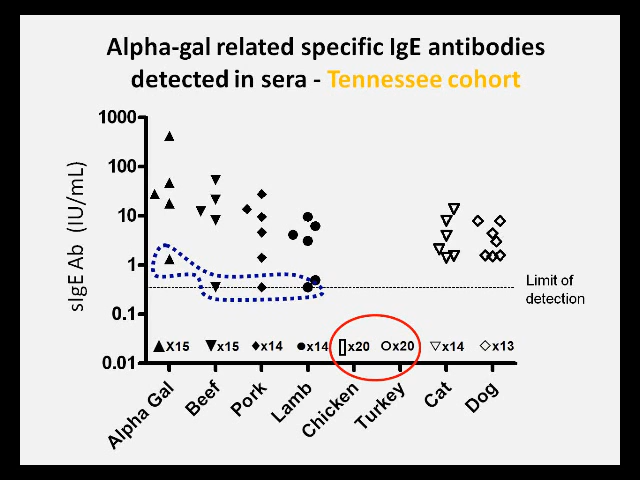 Alpha-gal related specific IgE antibodies
detected in sera - Tennessee cohort
sIgE Ab (IU/mL)
1000
100
10
1
0.1
0.01
Limit of
detection
X15 x15 x14 x14 x20 x20 x14 x13
Alpha Gal
Beef
Pork
Lamb
Chicken
Turkey
Cat
Dog